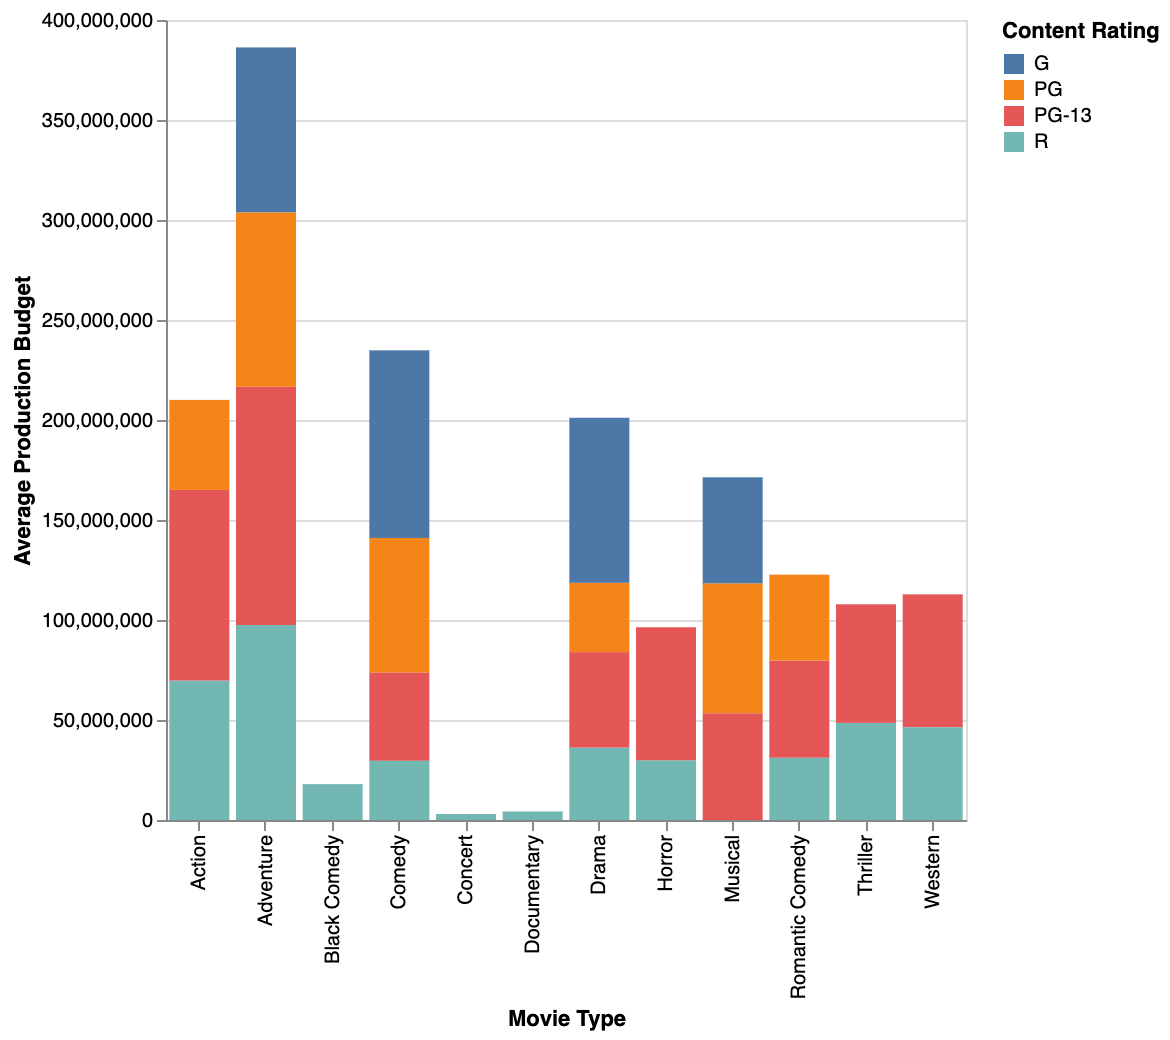 400,000,000
350,000,000
300,000,000
250,000,000
200,000,000
150,000,000
100,000,000
50,000,000
0
Average Production Budget
Action
Adventure
Black Comedy
Comedy
Concert
Documentary
Drama
Horror
Musical
Romantic Comedy
Thriller
Western
Movie Type
Content Rating
G
PG
PG-13
R